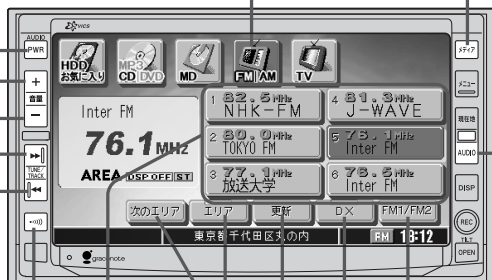 VICS
AUDIO
PWR
メディア
HDD
お気に入り
MP3
CD DVD
MD
FM AM
TV
+
音量
−
メニュー
Inter FM
76.1MHz
AREA DSP OFF ST
1 82.5MHz
NHK-FM
4 81.3MHz
J-WAVE
2 80.0MHz
TOKYO FM
5 76.1MHz
Inter FM
3 77.1MHz
放送大学
6 76.5MHz
Inter FM
現在地
AUDIO
TUNE/
TRACK
DISP
次のエリア
エリア
更新
DX
FM1/FM2
REC
TILT
OPEN
東京都千代田区丸の内
FM 18:12
gracenote